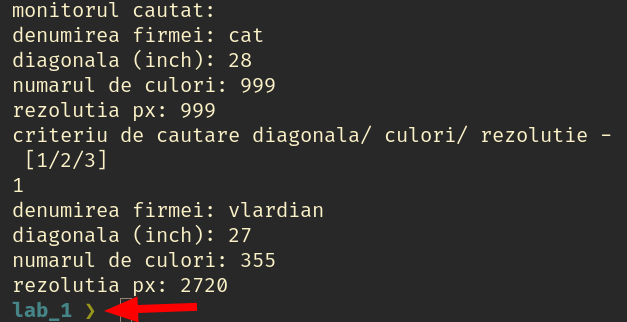 monitorul cautat:
denumirea firmei: cat
diagonala (inch): 28
numarul de culori: 999
rezolutia px: 999
criteriu de cautare diagonala/ culori/ rezolutie -
[1/2/3]
1
denumirea firmei: vlardian
diagonala (inch): 27
numarul de culori: 355
rezolutia px: 2720
lab_1 ❯